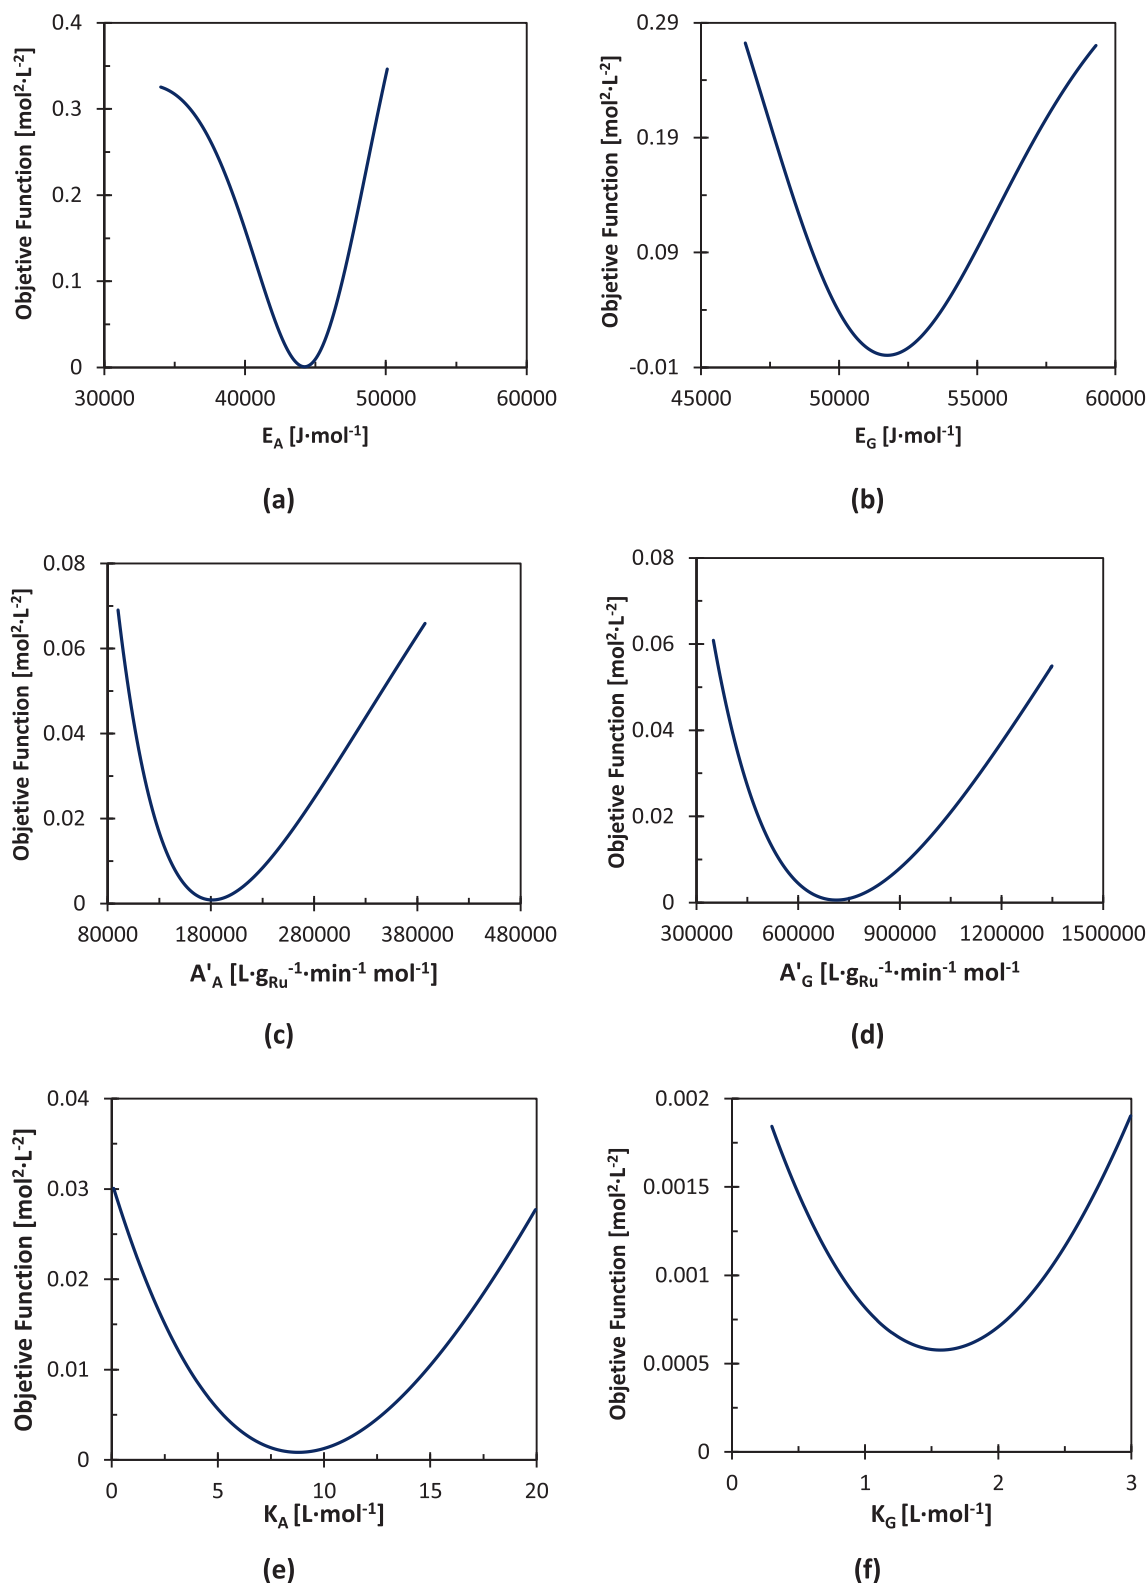 0.4
0.3
0.2
0.1
0
Objetive Function [mol²·L⁻²]
30000 40000 50000 60000
E_A [J·mol⁻¹]
(a)
0.29
0.19
0.09
-0.01
Objetive Function [mol²·L⁻²]
45000 50000 55000 60000
E_G [J·mol⁻¹]
(b)
0.08
0.06
0.04
0.02
0
Objetive Function [mol²·L⁻²]
80000 180000 280000 380000 480000
A'_A [L·g_Ru⁻¹·min⁻¹ mol⁻¹]
(c)
0.08
0.06
0.04
0.02
0
Objetive Function [mol²·L⁻²]
300000 600000 900000 1200000 1500000
A'_G [L·g_Ru⁻¹·min⁻¹ mol⁻¹
(d)
0.04
0.03
0.02
0.01
0
Objetive Function [mol²·L⁻²]
0 5 10 15 20
K_A [L·mol⁻¹]
(e)
0.002
0.0015
0.001
0.0005
0
Objetive Function [mol²·L⁻²]
0 1 2 3
K_G [L·mol⁻¹]
(f)